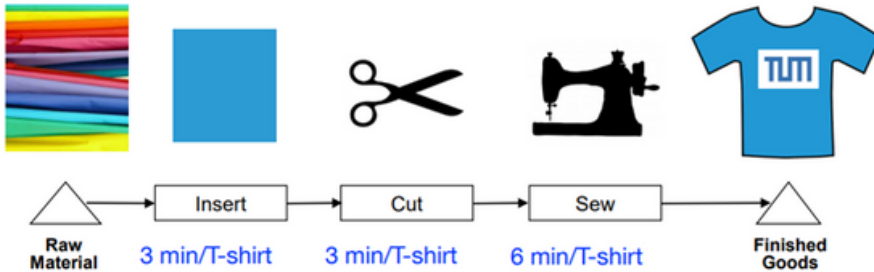 TUM
Insert
Cut
Sew
Raw
Material
3 min/T-shirt
3 min/T-shirt
6 min/T-shirt
Finished
Goods